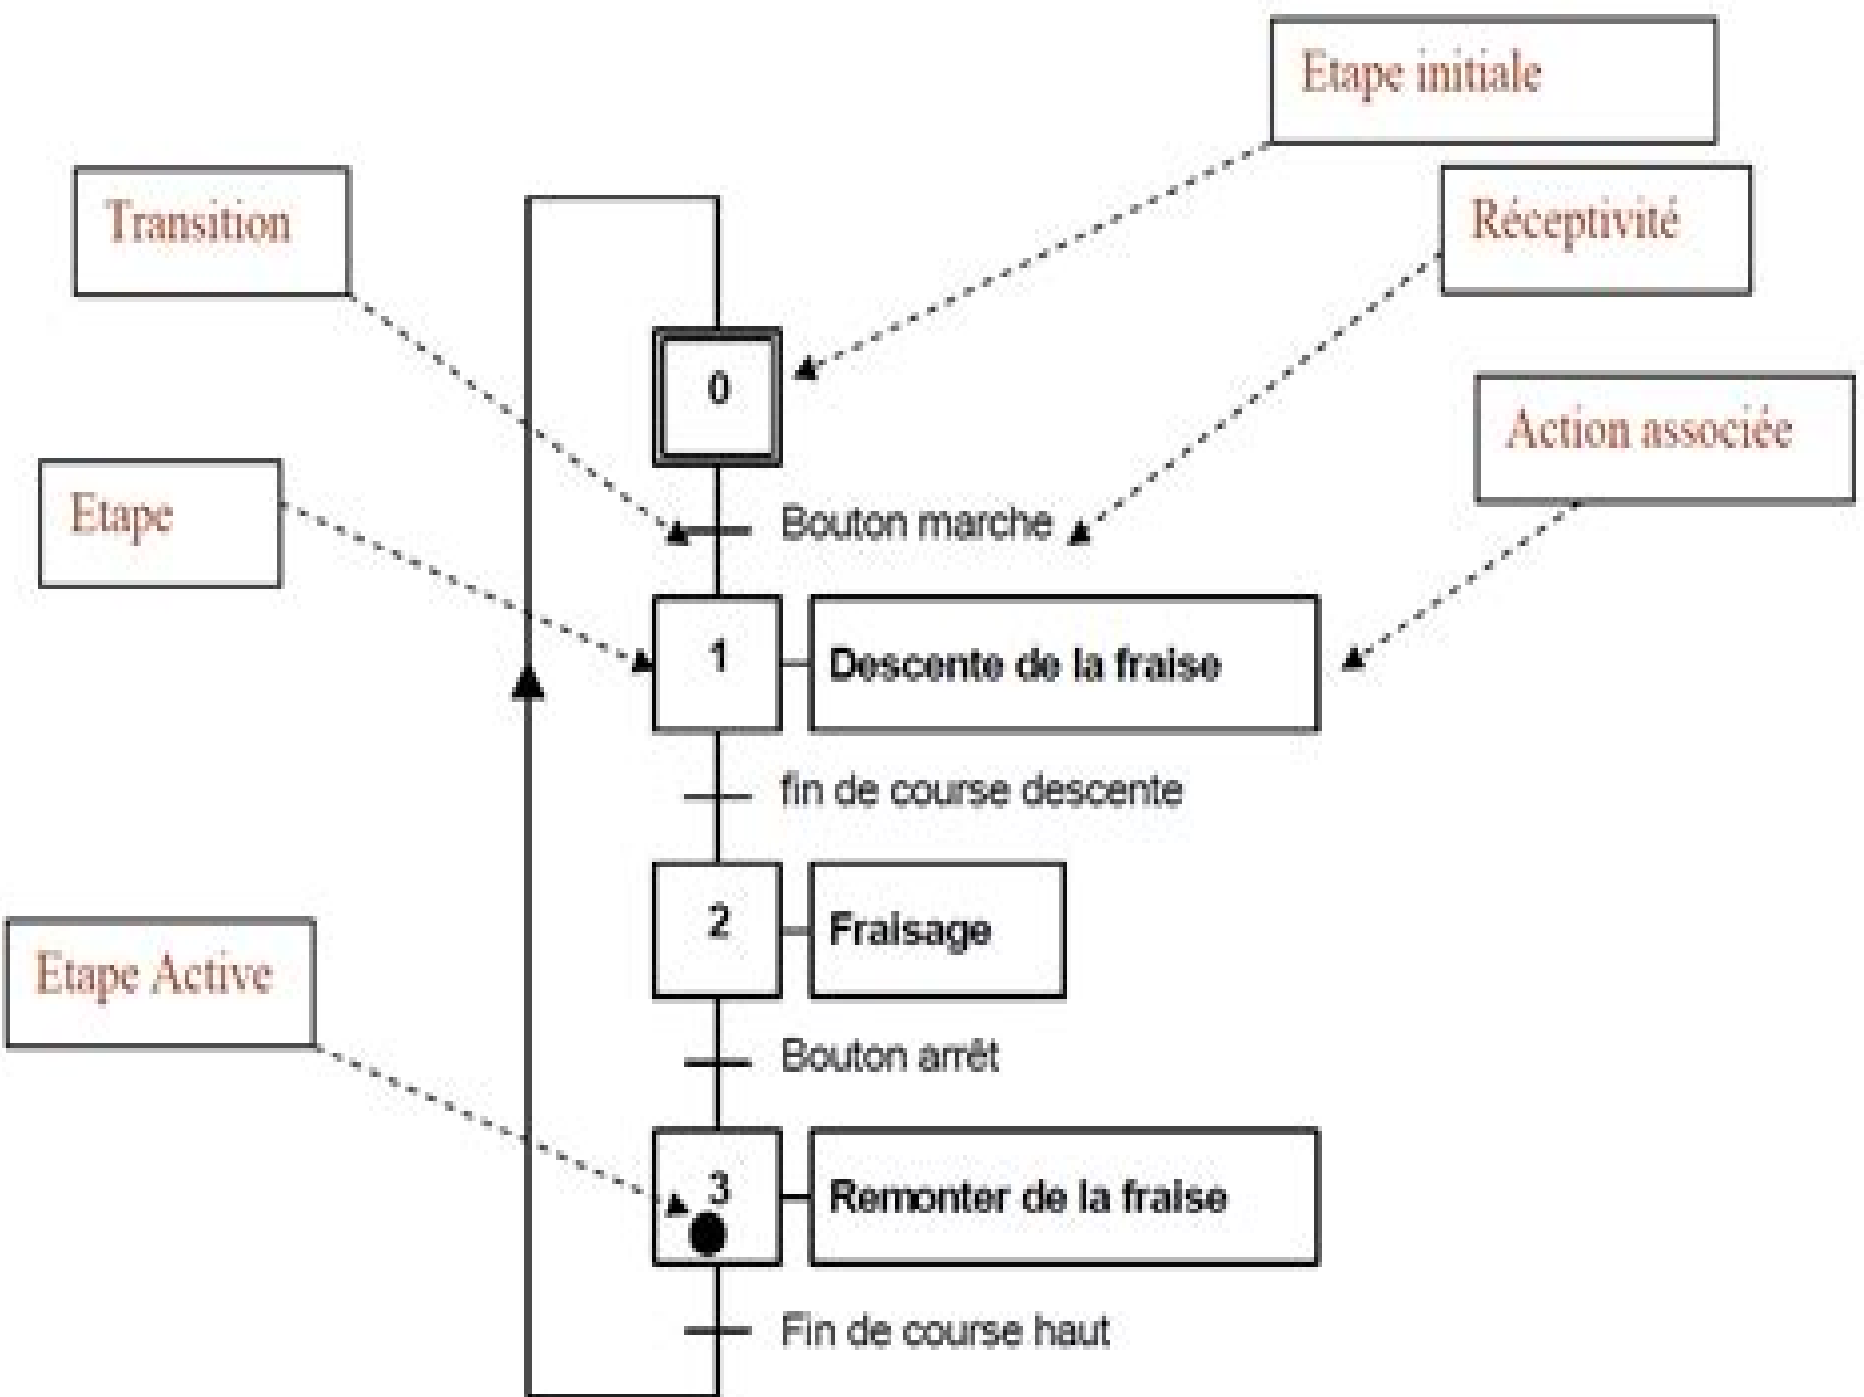 Etape initiale
Transition
Réceptivité
0
Action associée
Etape
Bouton marche
1
Descente de la fraise
fin de course descente
2
Fraisage
Etape Active
Bouton arrêt
3
Remonter de la fraise
Fin de course haut